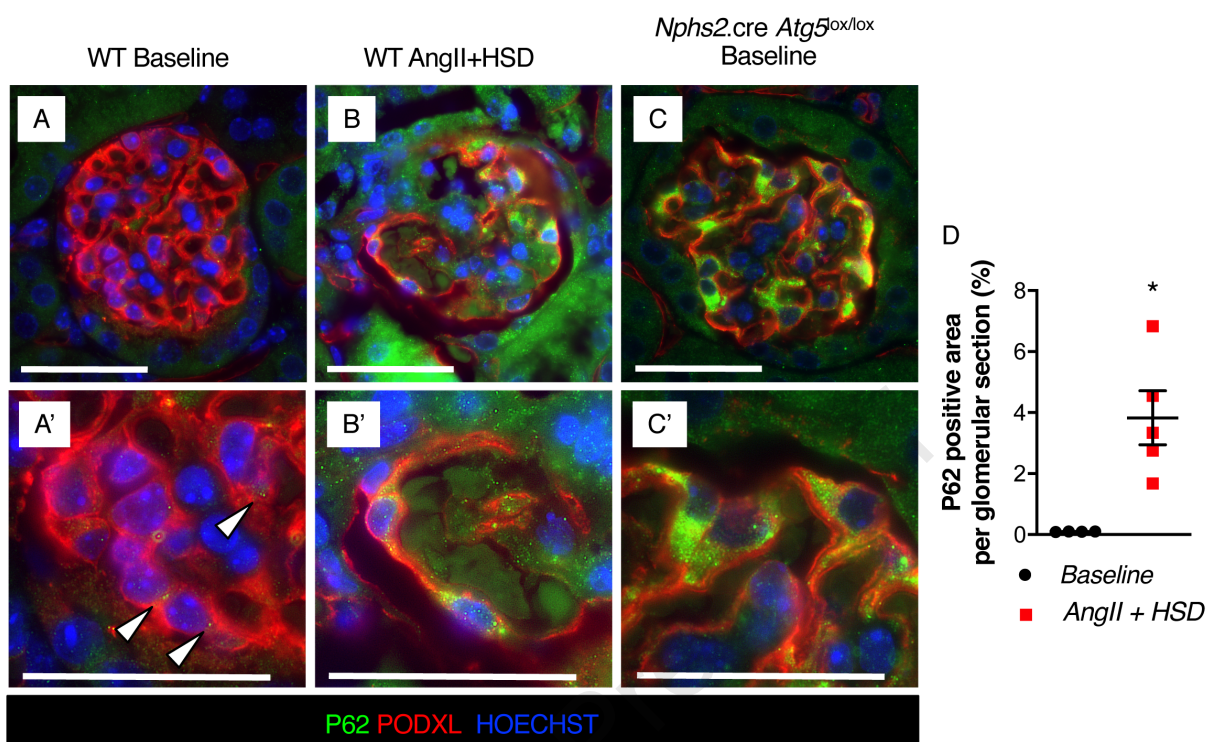 WT Baseline
WT AngII+HSD
Nphs2.cre Atg5lox/lox
Baseline
A
B
C
A'
B'
C'
P62 PODXL HOECHST
D
P62 positive area
per glomerular section (%)
8
6
4
2
0
*
Baseline
AngII + HSD